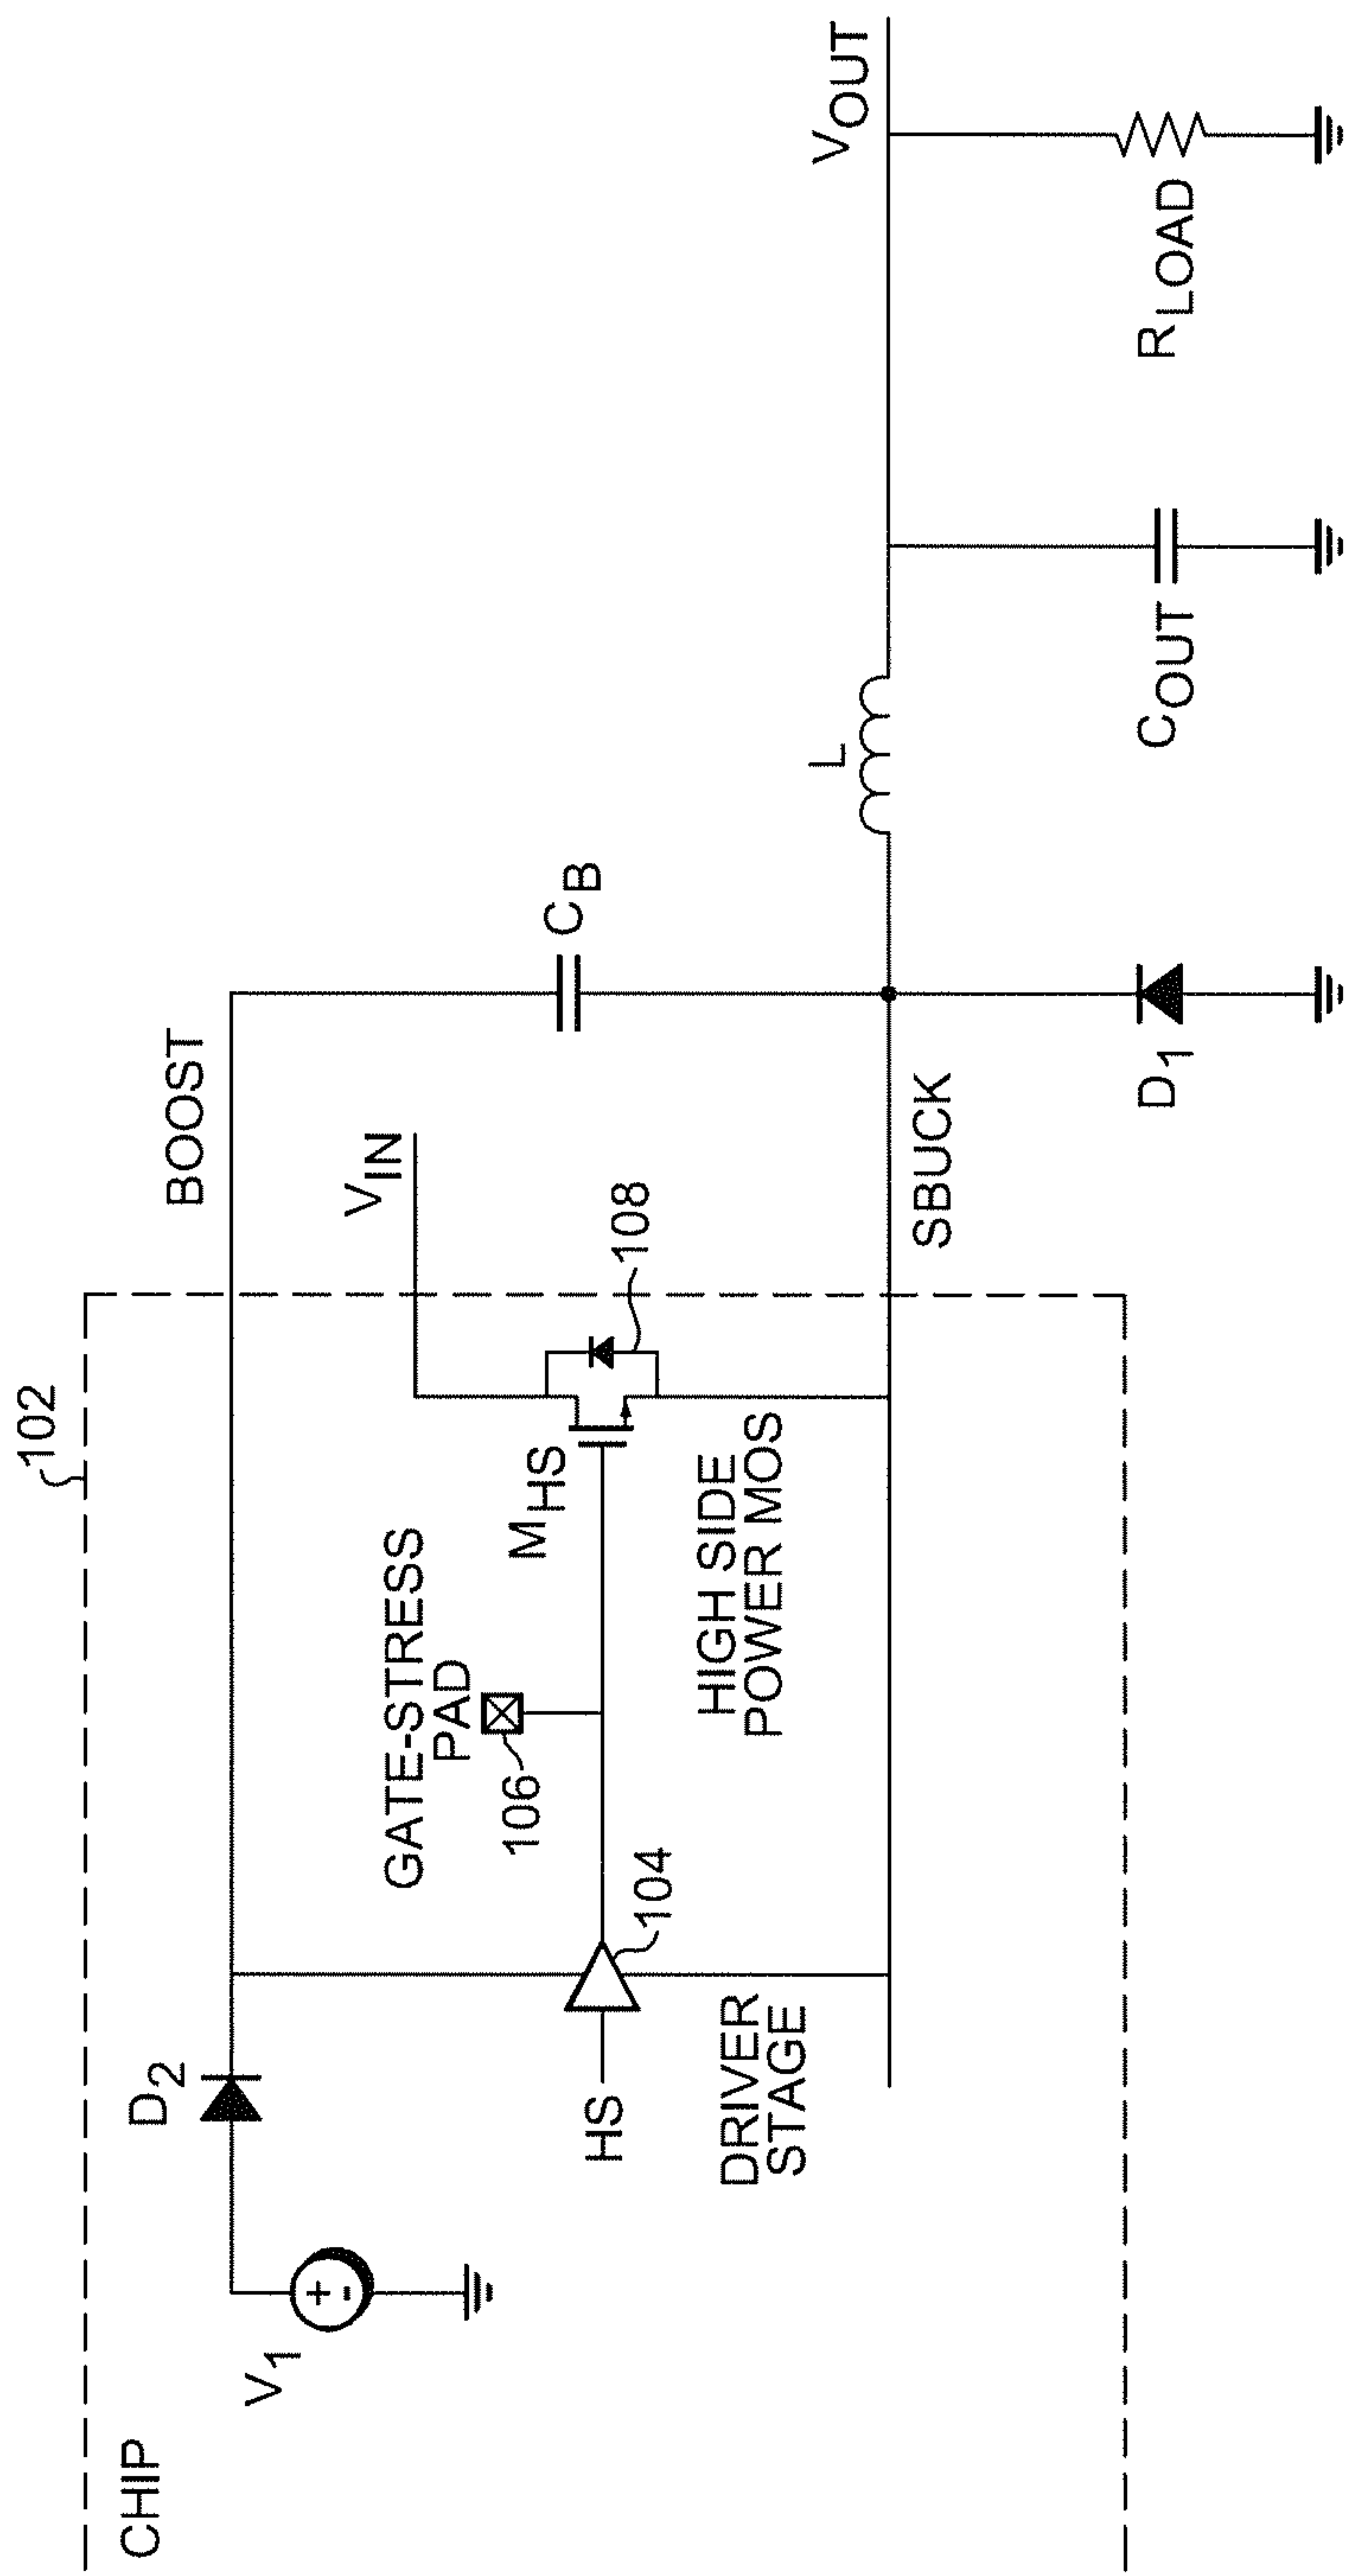 CHIP
102
V1
D2
BOOST
HS
DRIVER
STAGE
104
GATE-STRESS
PAD
106
MHS
HIGH SIDE
POWER MOS
VIN
108
SBUCK
CB
D1
L
COUT
VOUT
RLOAD
+
-